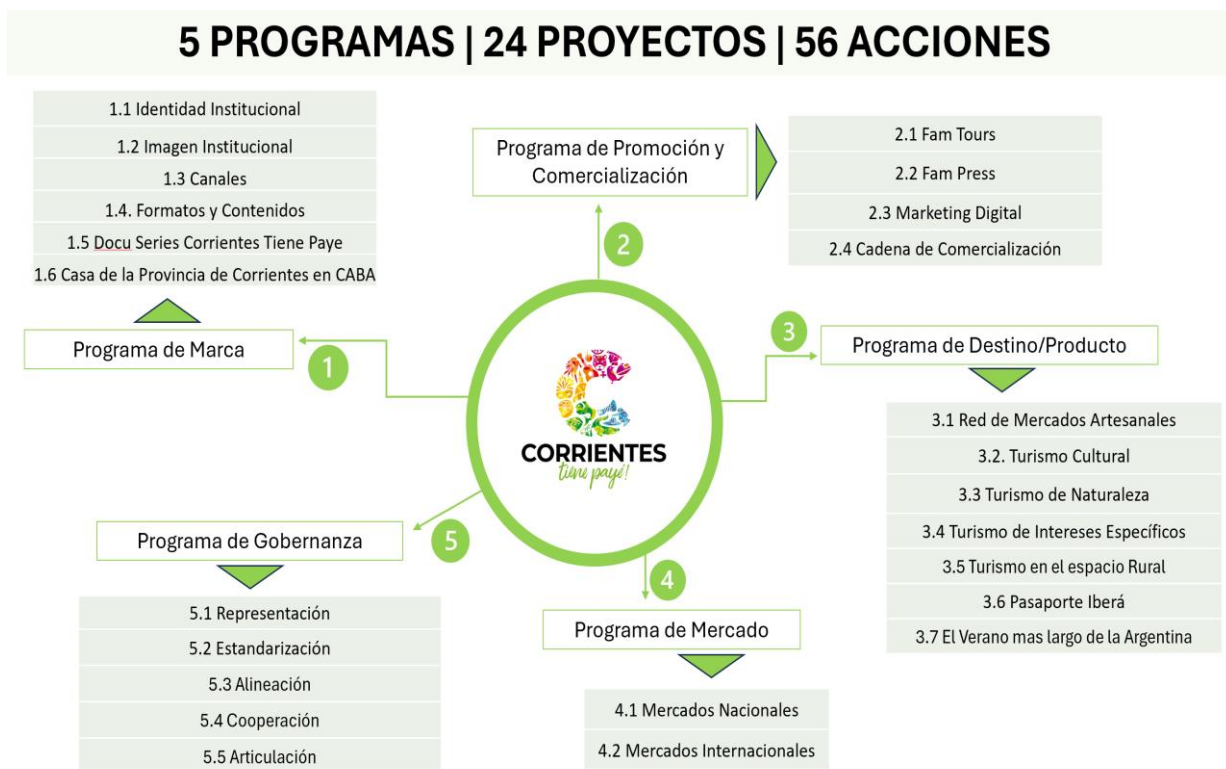 5 PROGRAMAS | 24 PROYECTOS | 56 ACCIONES
1.1 Identidad Institucional
1.2 Imagen Institucional
1.3 Canales
1.4. Formatos y Contenidos
1.5 Docu Series Corrientes Tiene Paye
1.6 Casa de la Provincia de Corrientes en CABA
Programa de Marca
1
Programa de Promoción y
Comercialización
2
2.1 Fam Tours
2.2 Fam Press
2.3 Marketing Digital
2.4 Cadena de Comercialización
3
Programa de Destino/Producto
3.1 Red de Mercados Artesanales
3.2. Turismo Cultural
3.3 Turismo de Naturaleza
3.4 Turismo de Intereses Específicos
3.5 Turismo en el espacio Rural
3.6 Pasaporte Iberá
3.7 El Verano mas largo de la Argentina
CORRIENTES
tiene payé!
4
Programa de Mercado
4.1 Mercados Nacionales
4.2 Mercados Internacionales
5
Programa de Gobernanza
5.1 Representación
5.2 Estandarización
5.3 Alineación
5.4 Cooperación
5.5 Articulación